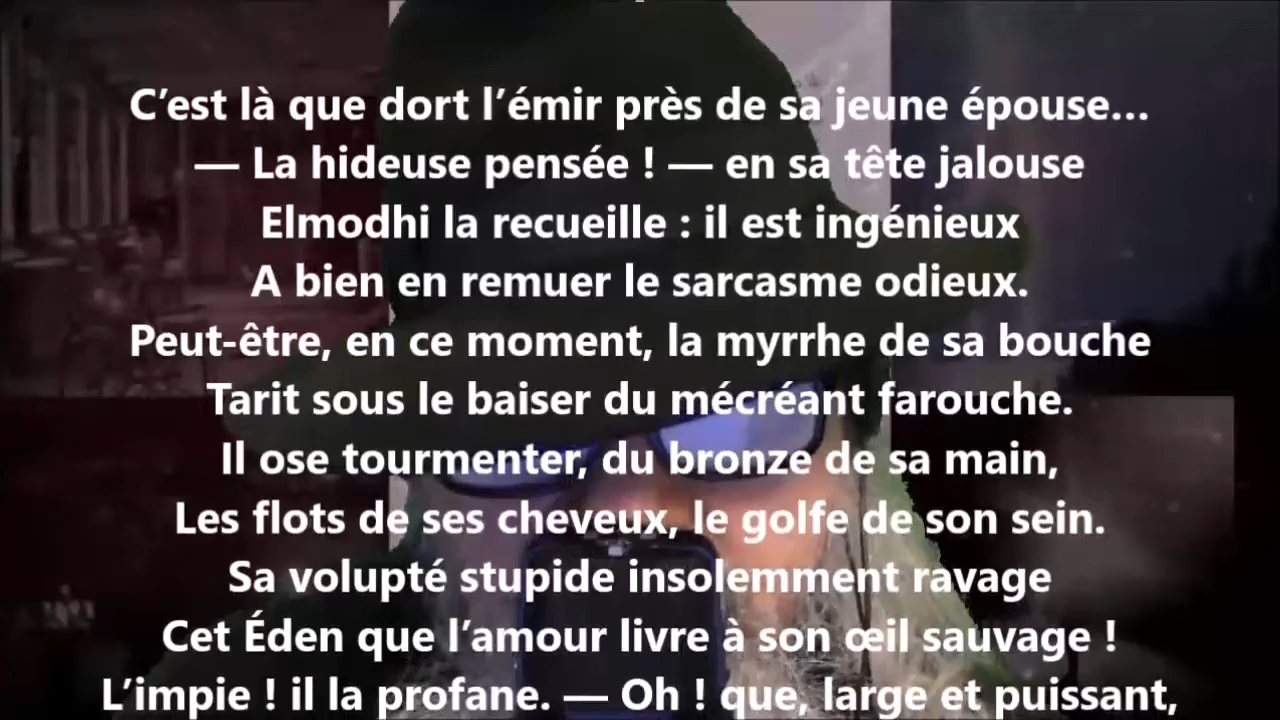 C’est là que dort l’émir près de sa jeune épouse…
— La hideuse pensée ! — en sa tête jalouse
Elmodhi la recueille : il est ingénieux
A bien en remuer le sarcasme odieux.
Peut-être, en ce moment, la myrrhe de sa bouche
Tarit sous le baiser du mécréant farouche.
Il ose tourmenter, du bronze de sa main,
Les flots de ses cheveux, le golfe de son sein.
Sa volupté stupide insolemment ravage
Cet Éden que l’amour livre à son œil sauvage !
L’impie ! il la profane. — Oh ! que, large et puissant,